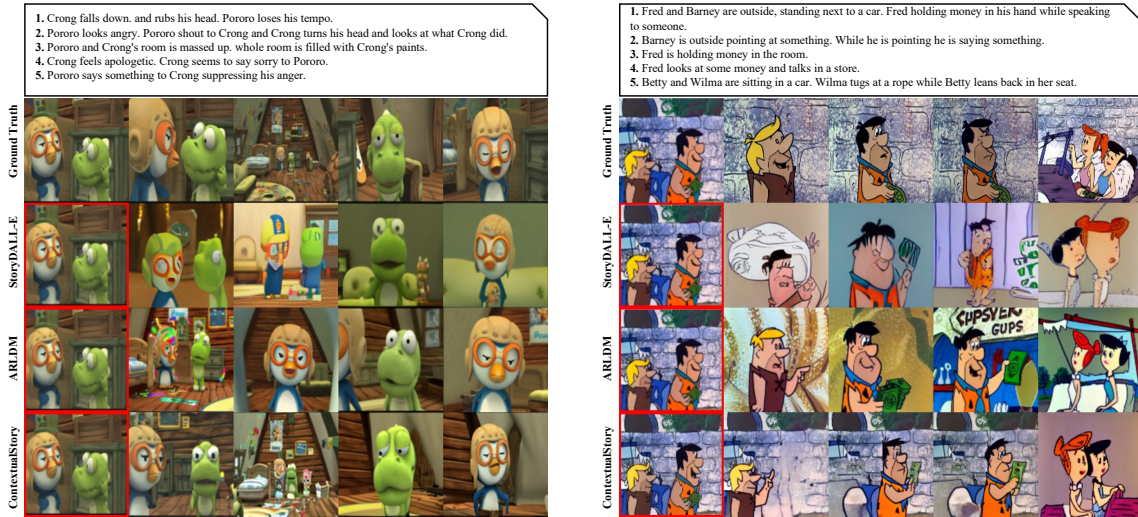 1. Crong falls down. and rubs his head. Pororo loses his tempo.
2. Pororo looks angry. Pororo shout to Crong and Crong turns his head and looks at what Crong did.
3. Pororo and Crong's room is massed up. whole room is filled with Crong's paints.
4. Crong feels apologetic. Crong seems to say sorry to Pororo.
5. Pororo says something to Crong suppressing his anger.
Ground Truth
StoryDALL-E
ARLDM
ContextualStory
1. Fred and Barney are outside, standing next to a car. Fred holding money in his hand while speaking
to someone.
2. Barney is outside pointing at something. While he is pointing he is saying something.
3. Fred is holding money in the room.
4. Fred looks at some money and talks in a store.
5. Betty and Wilma are sitting in a car. Wilma tugs at a rope while Betty leans back in her seat.
Ground Truth
StoryDALL-E
ARLDM
CUPSYER
GUPS
ContextualStory